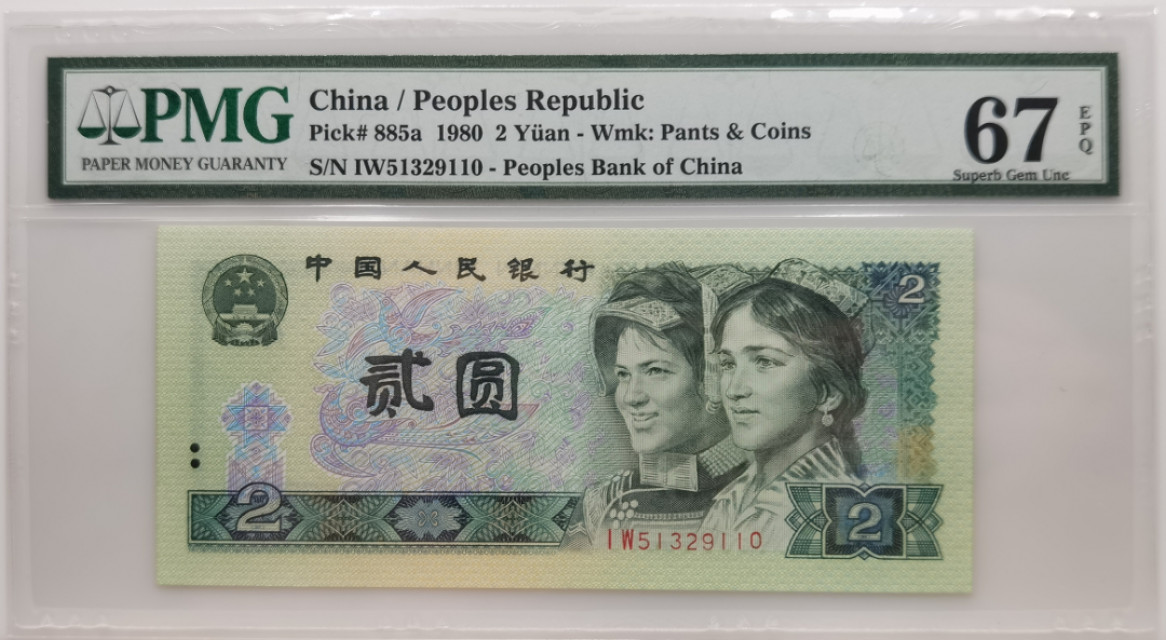 PMG
PAPER MONEY GUARANTY
China / Peoples Republic
Pick# 885a 1980 2 Yüan - Wmk: Pants & Coins
S/N IW51329110 - Peoples Bank of China
67
EPQ
Superb Gem Unc
中国人民银行
2
贰圆
2
2
IW51329110